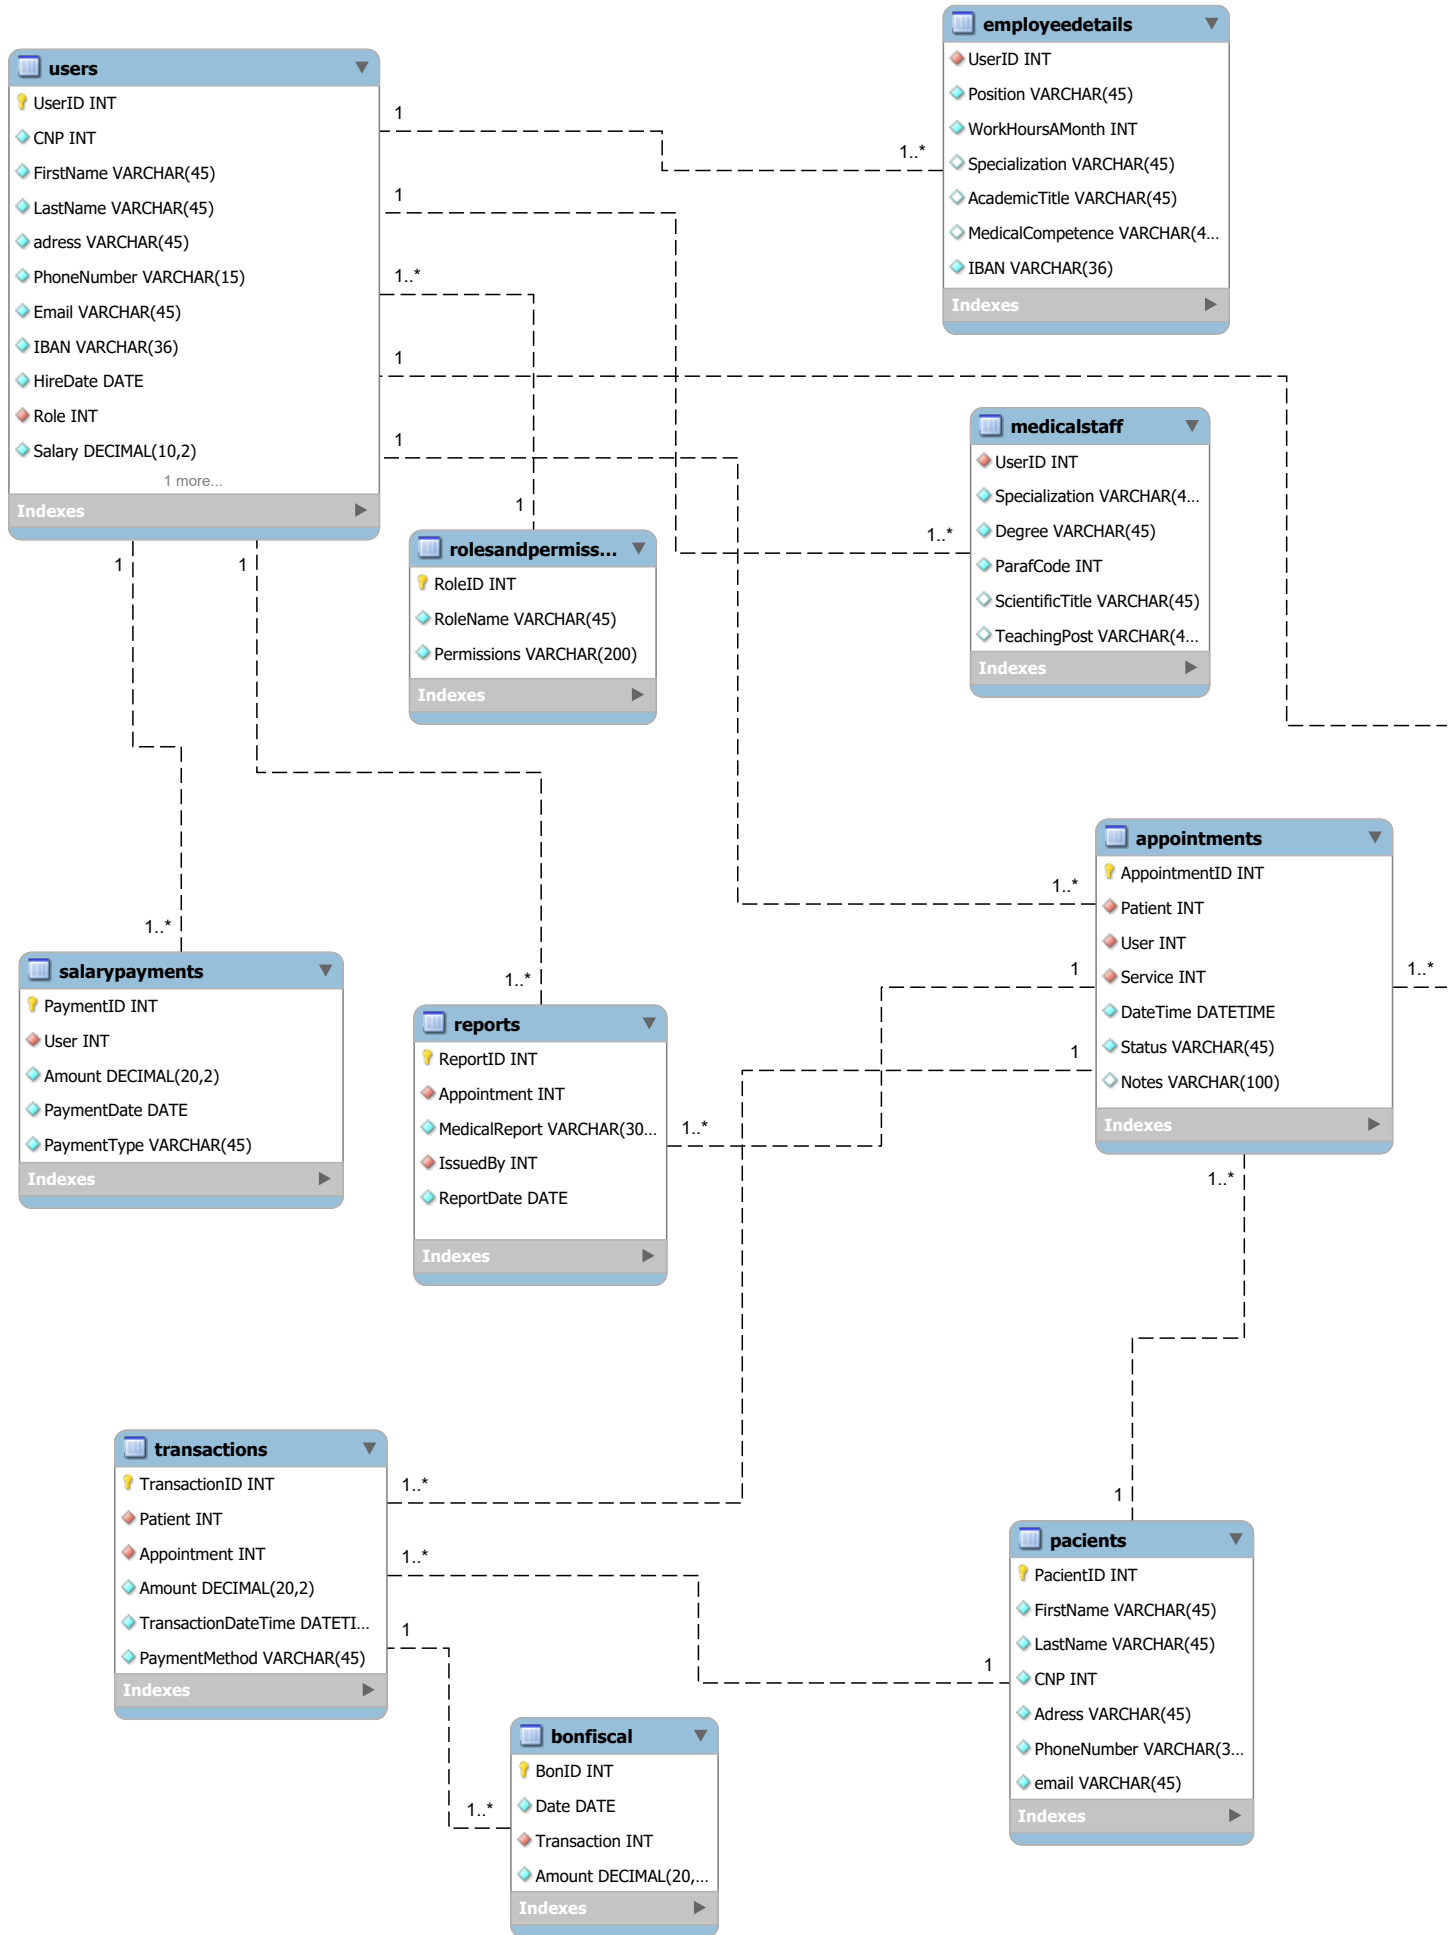 users
UserID INT
CNP INT
FirstName VARCHAR(45)
LastName VARCHAR(45)
adress VARCHAR(45)
PhoneNumber VARCHAR(15)
Email VARCHAR(45)
IBAN VARCHAR(36)
HireDate DATE
Role INT
Salary DECIMAL(10,2)
1 more...
Indexes
1
1
1..*
1
1
1
1
employeedetails
UserID INT
Position VARCHAR(45)
WorkHoursAMonth INT
Specialization VARCHAR(45)
AcademicTitle VARCHAR(45)
MedicalCompetence VARCHAR(4...
IBAN VARCHAR(36)
Indexes
1..*
medicalstaff
UserID INT
Specialization VARCHAR(4...
Degree VARCHAR(45)
ParafCode INT
ScientificTitle VARCHAR(45)
TeachingPost VARCHAR(4...
Indexes
1..*
1
rolesandpermiss...
RoleID INT
RoleName VARCHAR(45)
Permissions VARCHAR(200)
Indexes
appointments
AppointmentID INT
Patient INT
User INT
Service INT
DateTime DATETIME
Status VARCHAR(45)
Notes VARCHAR(100)
Indexes
1..*
1
1
1..*
1..*
1..*
salarypayments
PaymentID INT
User INT
Amount DECIMAL(20,2)
PaymentDate DATE
PaymentType VARCHAR(45)
Indexes
1..*
reports
ReportID INT
Appointment INT
MedicalReport VARCHAR(30...
IssuedBy INT
ReportDate DATE
Indexes
1..*
transactions
TransactionID INT
Patient INT
Appointment INT
Amount DECIMAL(20,2)
TransactionDateTime DATETI...
PaymentMethod VARCHAR(45)
Indexes
1..*
1..*
1
1
1
pacients
PacientID INT
FirstName VARCHAR(45)
LastName VARCHAR(45)
CNP INT
Adress VARCHAR(45)
PhoneNumber VARCHAR(3...
email VARCHAR(45)
Indexes
1..*
bonfiscal
BonID INT
Date DATE
Transaction INT
Amount DECIMAL(20,...
Indexes